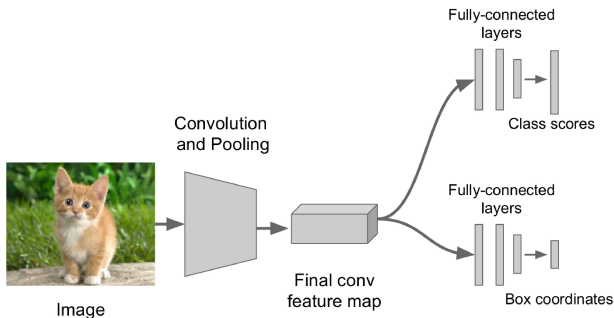 Fully-connected
layers
Class scores
Convolution
and Pooling
Fully-connected
layers
Box coordinates
Final conv
feature map
Image